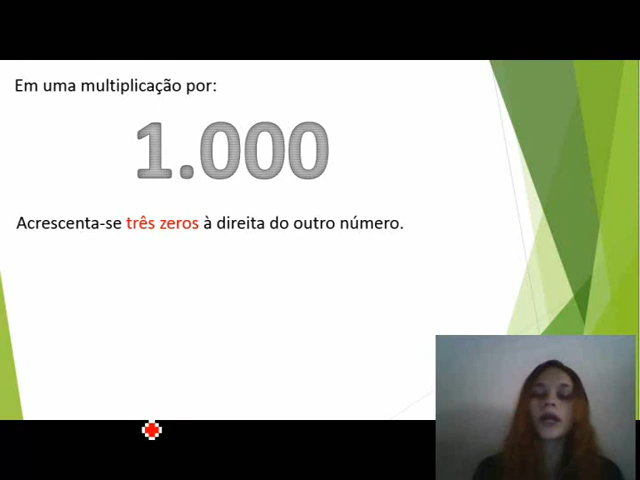 Em uma multiplicação por:
1.000
Acrescenta-se três zeros à direita do outro número.